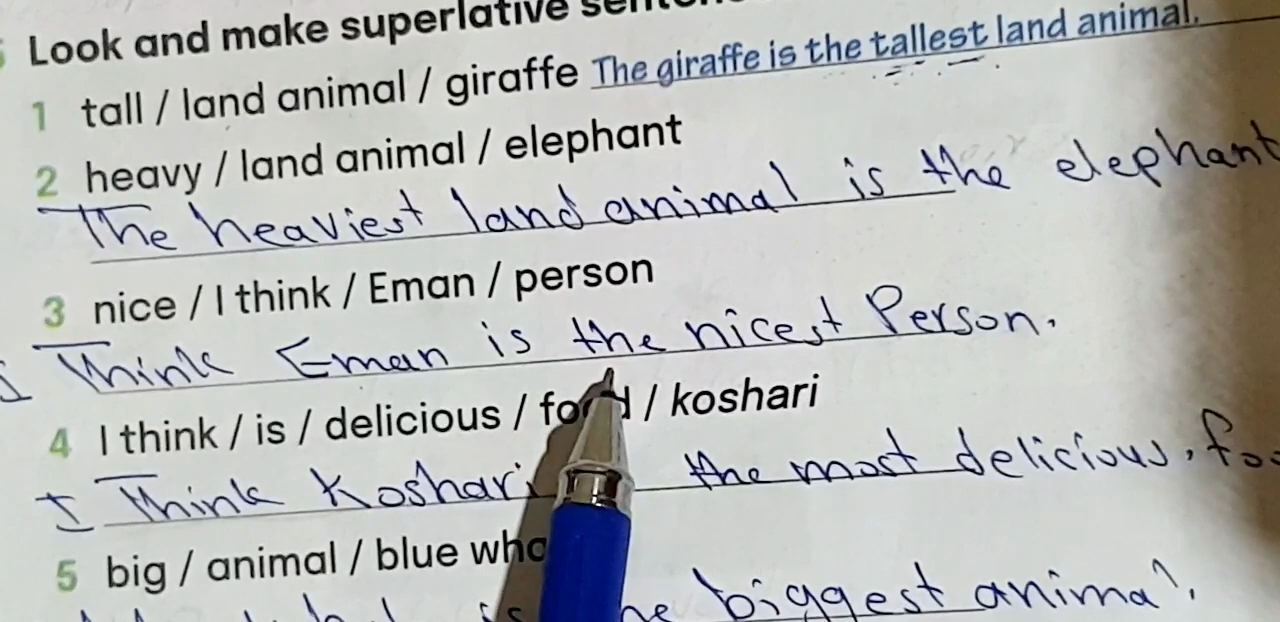 Look and make superlative
1 tall / land animal / giraffe The giraffe is the tallest land animal.
2 heavy / land animal / elephant
The heaviest land animal is the elephant
3 nice / I think / Eman / person
I Think Eman is the nicest Person.
4 I think / is / delicious / food / koshari
I Think Koshari the most delicious
5 big / animal / blue
is biggest animal.